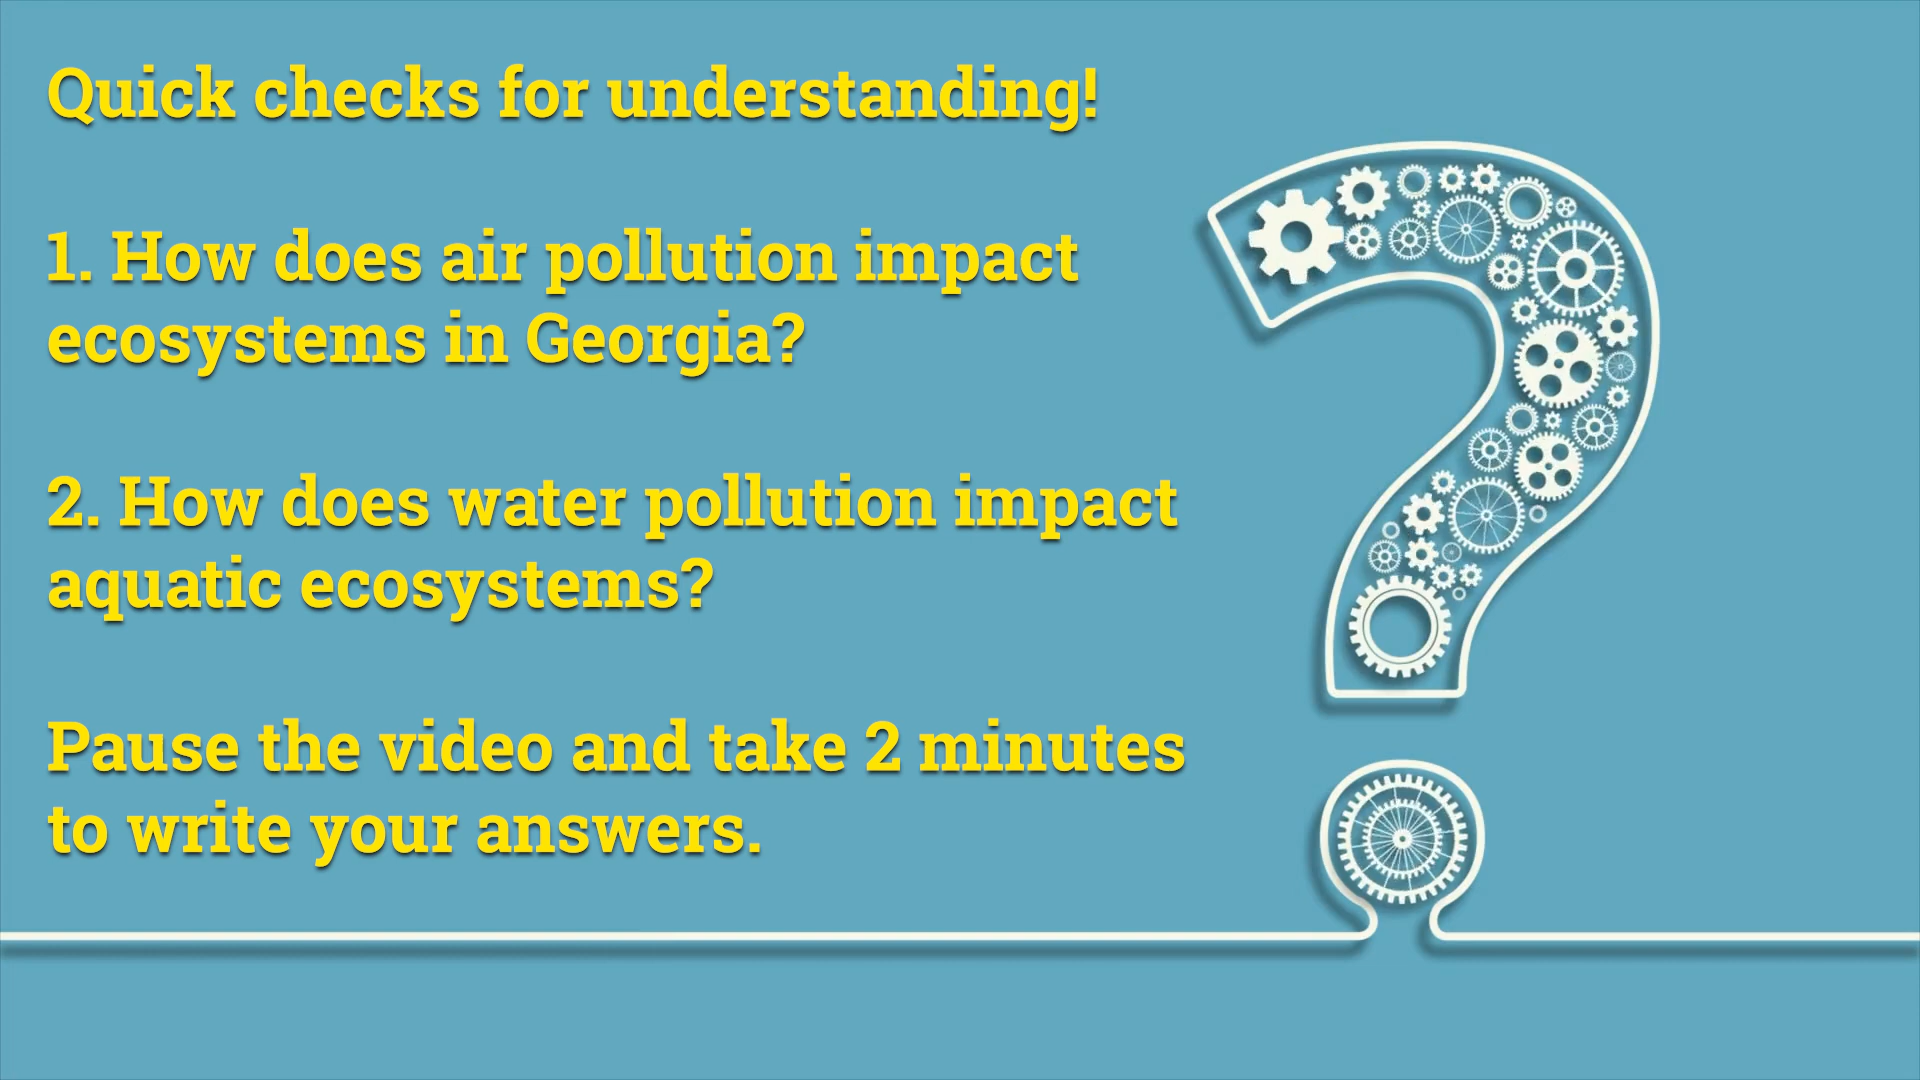 Quick checks for understanding!
1. How does air pollution impact
ecosystems in Georgia?
2. How does water pollution impact
aquatic ecosystems?
Pause the video and take 2 minutes
to write your answers.